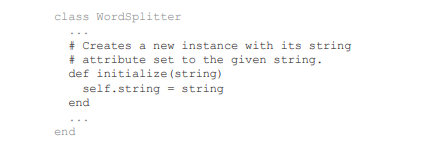 class WordSplitter
  ...
  # Creates a new instance with its string
  # attribute set to the given string.
  def initialize(string)
    self.string = string
  end
  ...
end